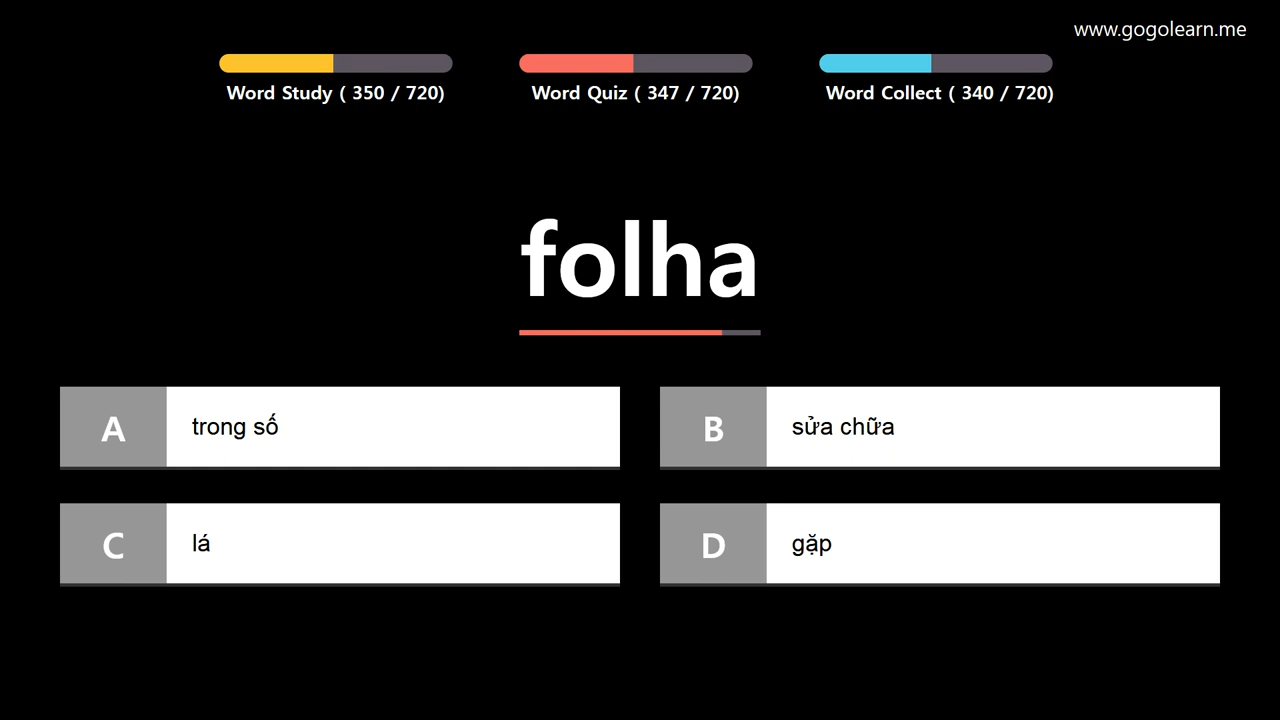 www.gogolearn.me
Word Study ( 350 / 720)
Word Quiz ( 347 / 720)
Word Collect ( 340 / 720)
folha
A
trong số
B
sửa chữa
C
lá
D
gặp